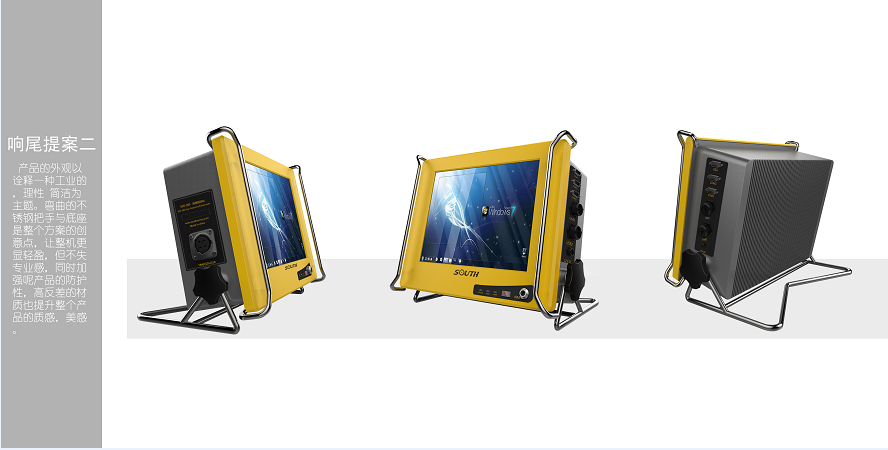 响尾提案二
产品的外观以
诠释一种工业的
，理性 简洁为
主题。弯曲的不
锈钢把手与底座
是整个方案的创
意点，让整机更
显轻盈，但不失
专业感，同时加
强呢产品的防护
性，高反差的材
质也提升整个产
品的质感，美感
。
SOUTH
Windows 7
SOUTH